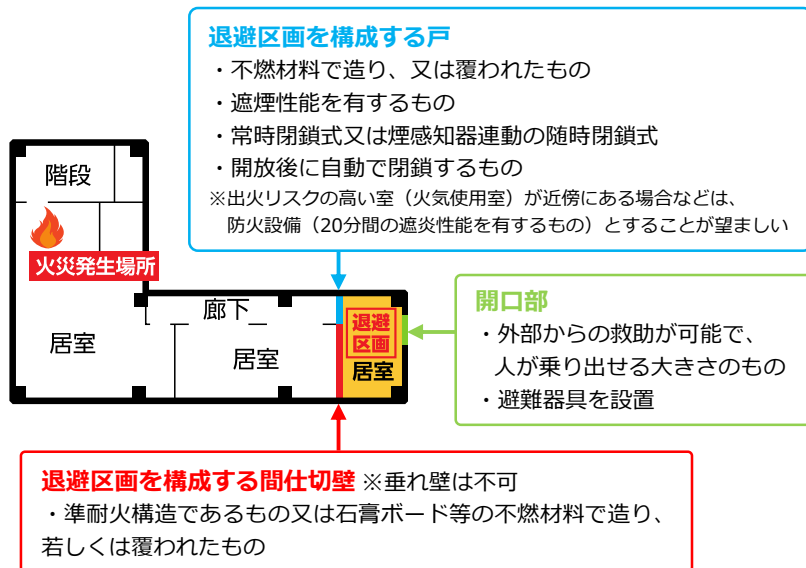 退避区画を構成する戸
・不燃材料で造り、又は覆われたもの
・遮煙性能を有するもの
・常時閉鎖式又は煙感知器連動の随時閉鎖式
・開放後に自動で閉鎖するもの
※出火リスクの高い室（火気使用室）が近傍にある場合などは、
防火設備（20分間の遮炎性能を有するもの）とすることが望ましい
階段
火災発生場所
居室
廊下
居室
退避
区画
居室
開口部
・外部からの救助が可能で、
人が乗り出せる大きさのもの
・避難器具を設置
退避区画を構成する間仕切壁 ※垂れ壁は不可
・準耐火構造であるもの又は石膏ボード等の不燃材料で造り、
若しくは覆われたもの